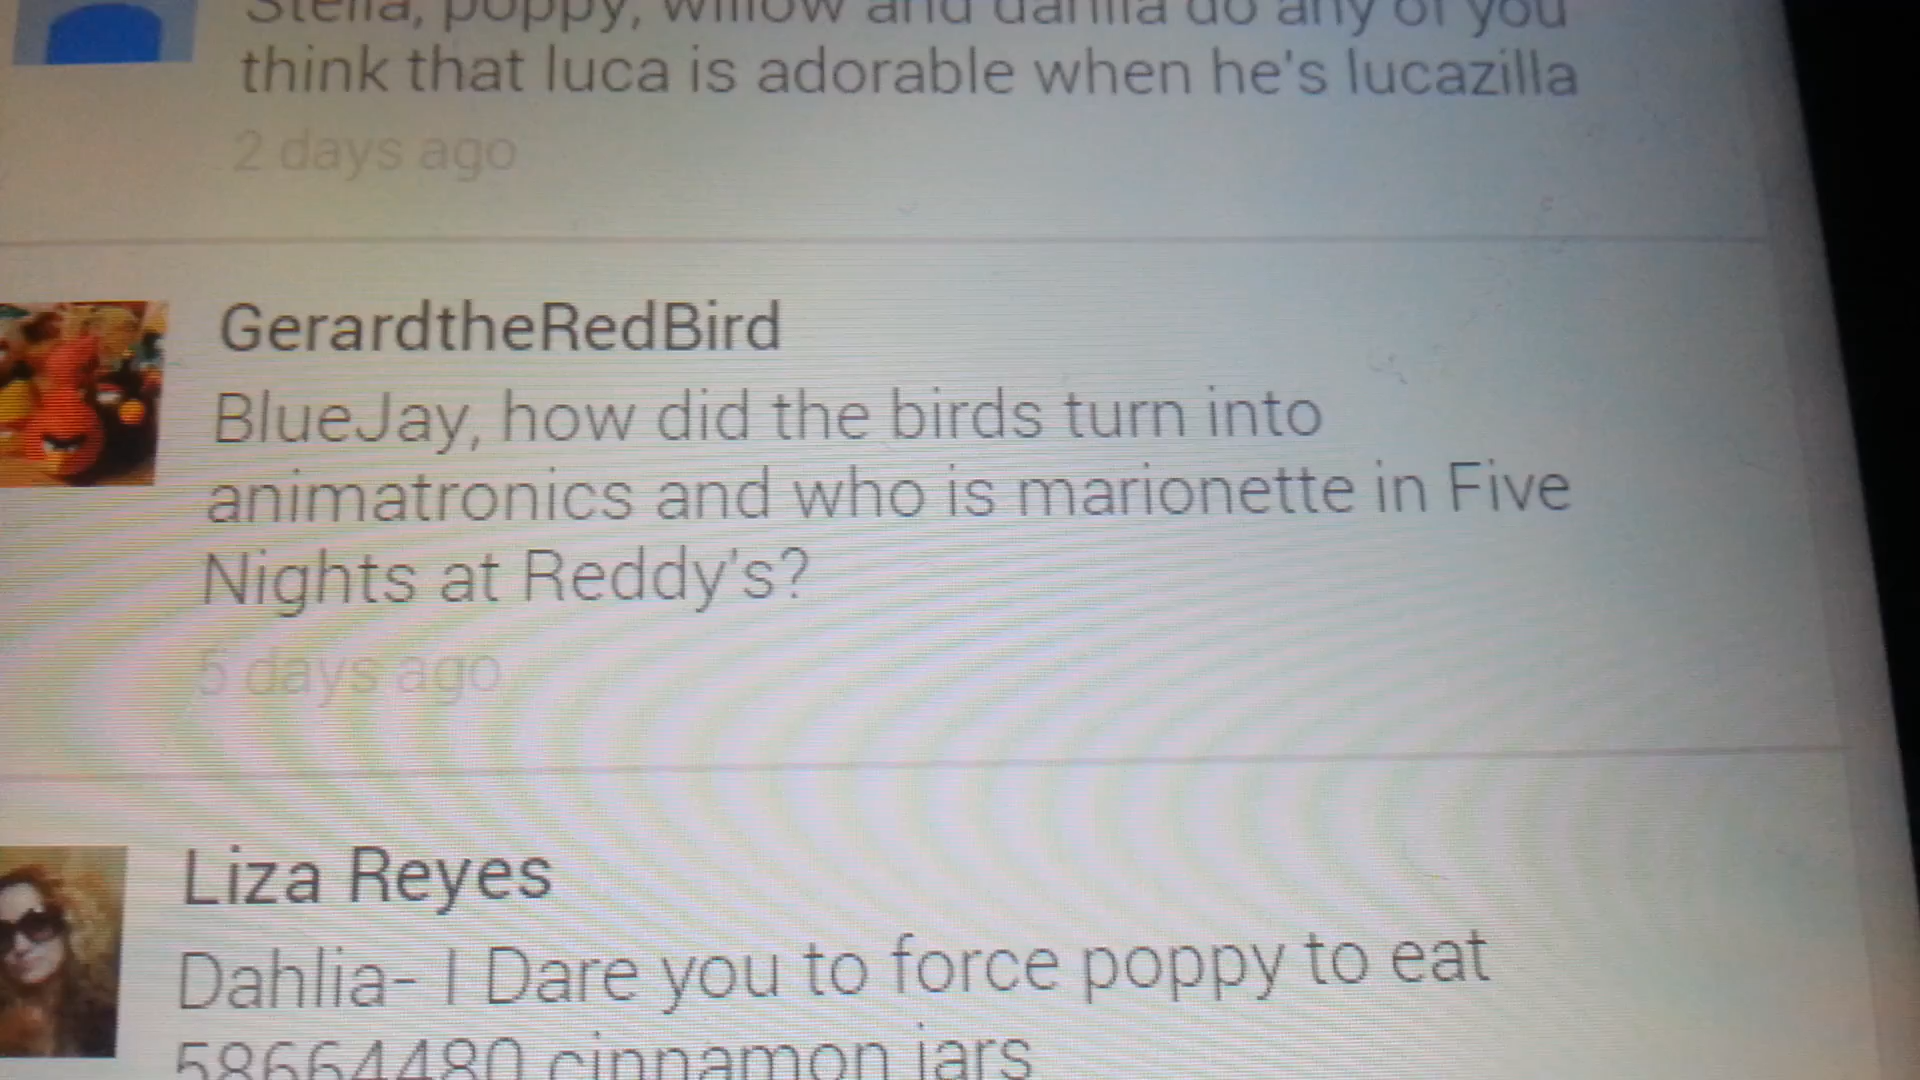 Stella, poppy, willow and dahlia do any of you
think that luca is adorable when he's lucazilla
2 days ago
GerardtheRedBird
BlueJay, how did the birds turn into
animatronics and who is marionette in Five
Nights at Reddy's?
5 days ago
Liza Reyes
Dahlia- I Dare you to force poppy to eat
58664480 cinnamon jars